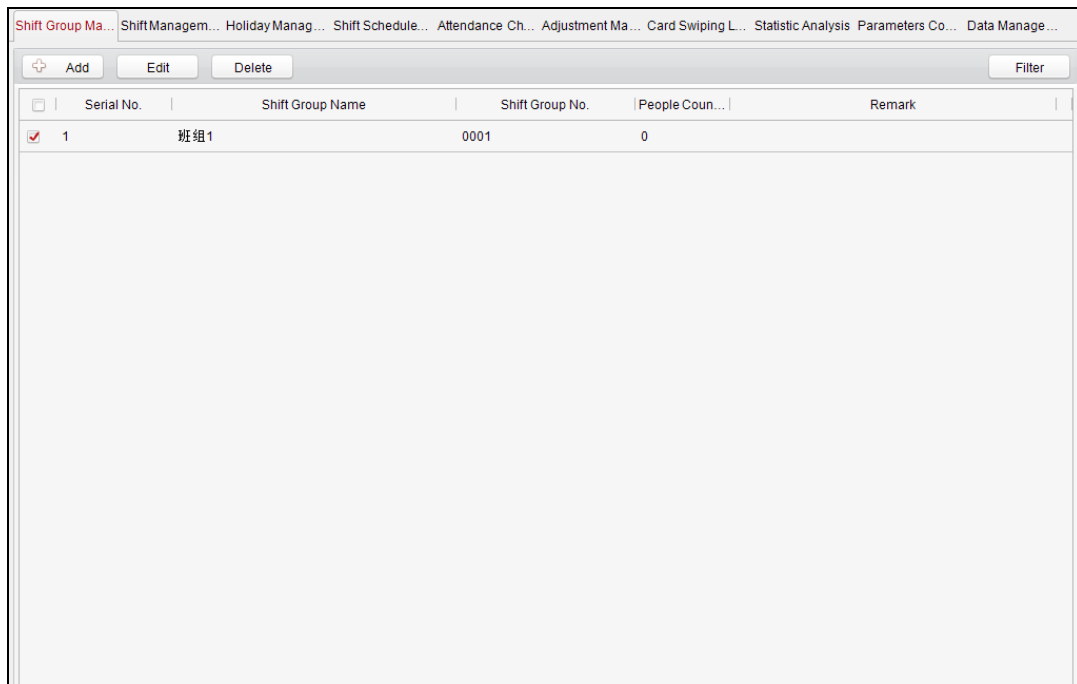 Shift Group Ma... Shift Managem... Holiday Manag... Shift Schedule... Attendance Ch... Adjustment Ma... Card Swiping L... Statistic Analysis Parameters Co... Data Manage...
Add Edit Delete Filter
Serial No. Shift Group Name Shift Group No. People Coun... Remark
1 班组1 0001 0